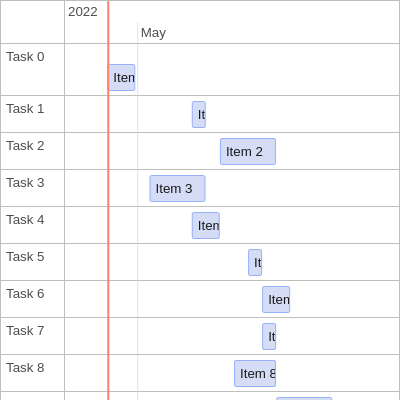 2022
May
Task 0
Item
Task 1
It
Task 2
Item 2
Task 3
Item 3
Task 4
Item
Task 5
It
Task 6
Item
Task 7
It
Task 8
Item 8